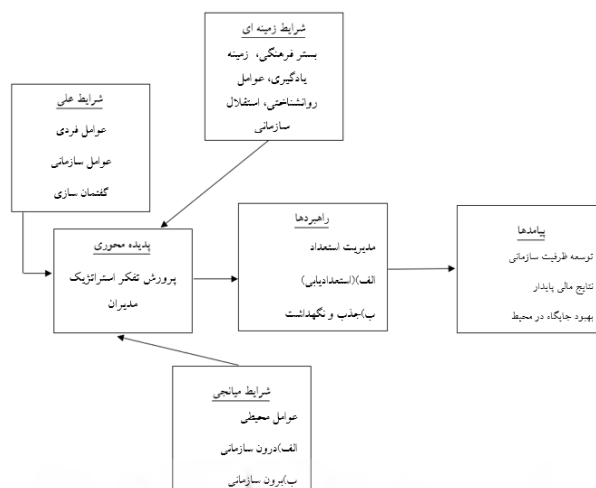 شرایط زمینه ای
بستر فرهنگی، زمینه
یادگیری، عوامل
روانشناختی، استقلال
سازمانی
شرایط علی
عوامل فردی
عوامل سازمانی
گفتمان سازی
پدیده محوری
پرورش تفکر استراتژیک
مدیران
راهبردها
مدیریت استعداد
الف)(استعدادیابی)
ب)جذب و نگهداشت
پیامدها
توسعه ظرفیت سازمانی
نتایج مالی پایدار
بهبود جایگاه در محیط
شرایط میانجی
عوامل محیطی
الف)درون سازمانی
ب)برون سازمانی